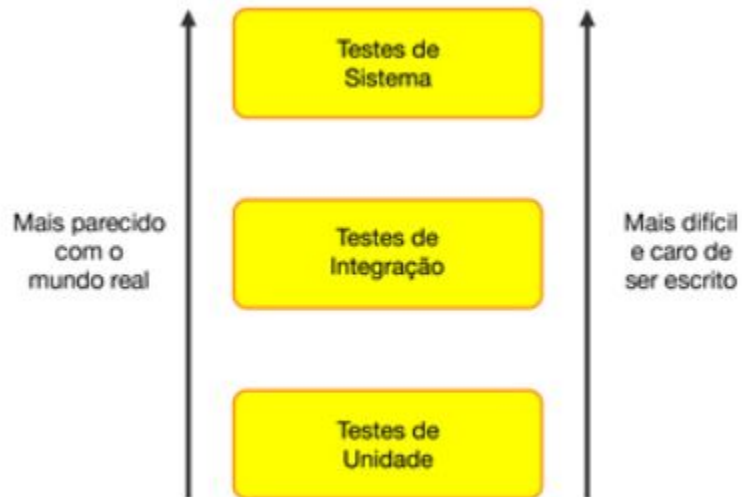 Testes de
Sistema
Mais parecido
com o
mundo real
Testes de
Integração
Mais difícil
e caro de
ser escrito
Testes de
Unidade